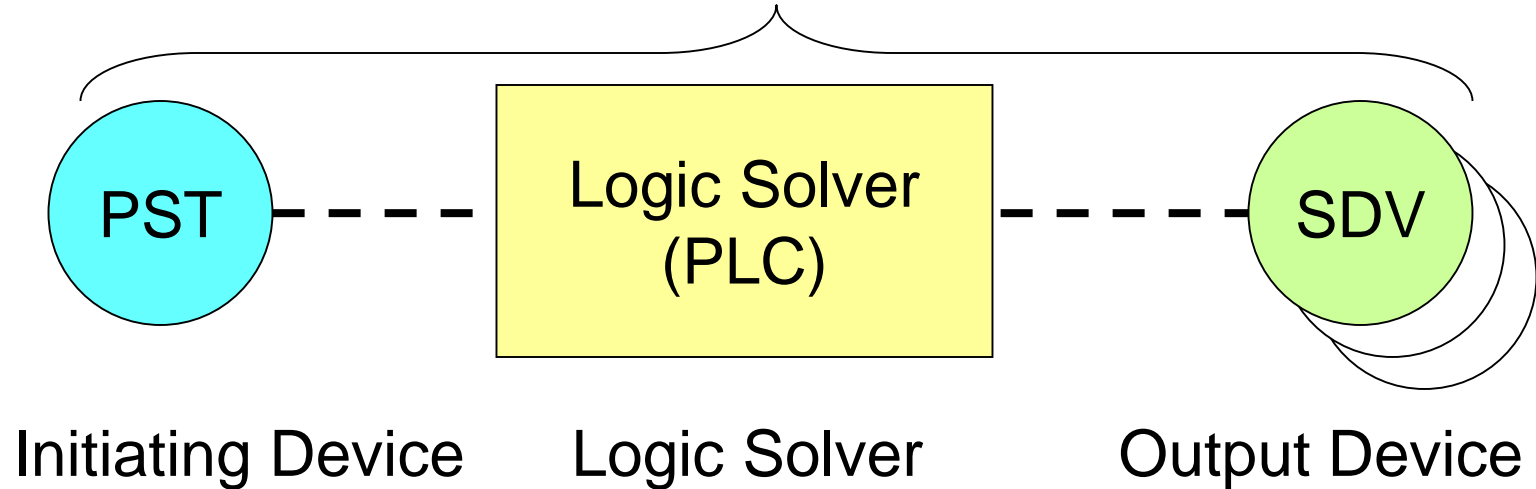 PST
Logic Solver
(PLC)
SDV
Initiating Device
Logic Solver
Output Device